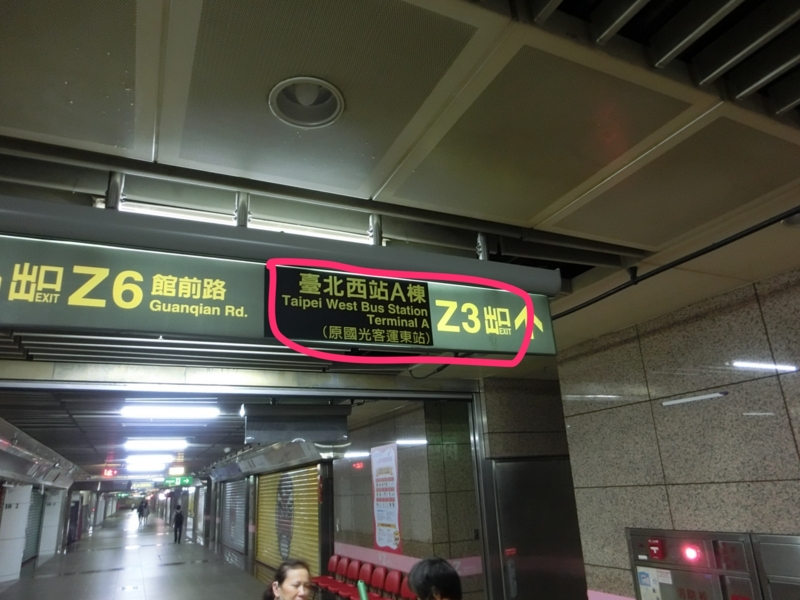 出口 EXIT Z6 館前路
Guanqian Rd.
臺北西站A棟
Taipei West Bus Station
Terminal A
(原國光客運東站)
Z3 出口 EXIT